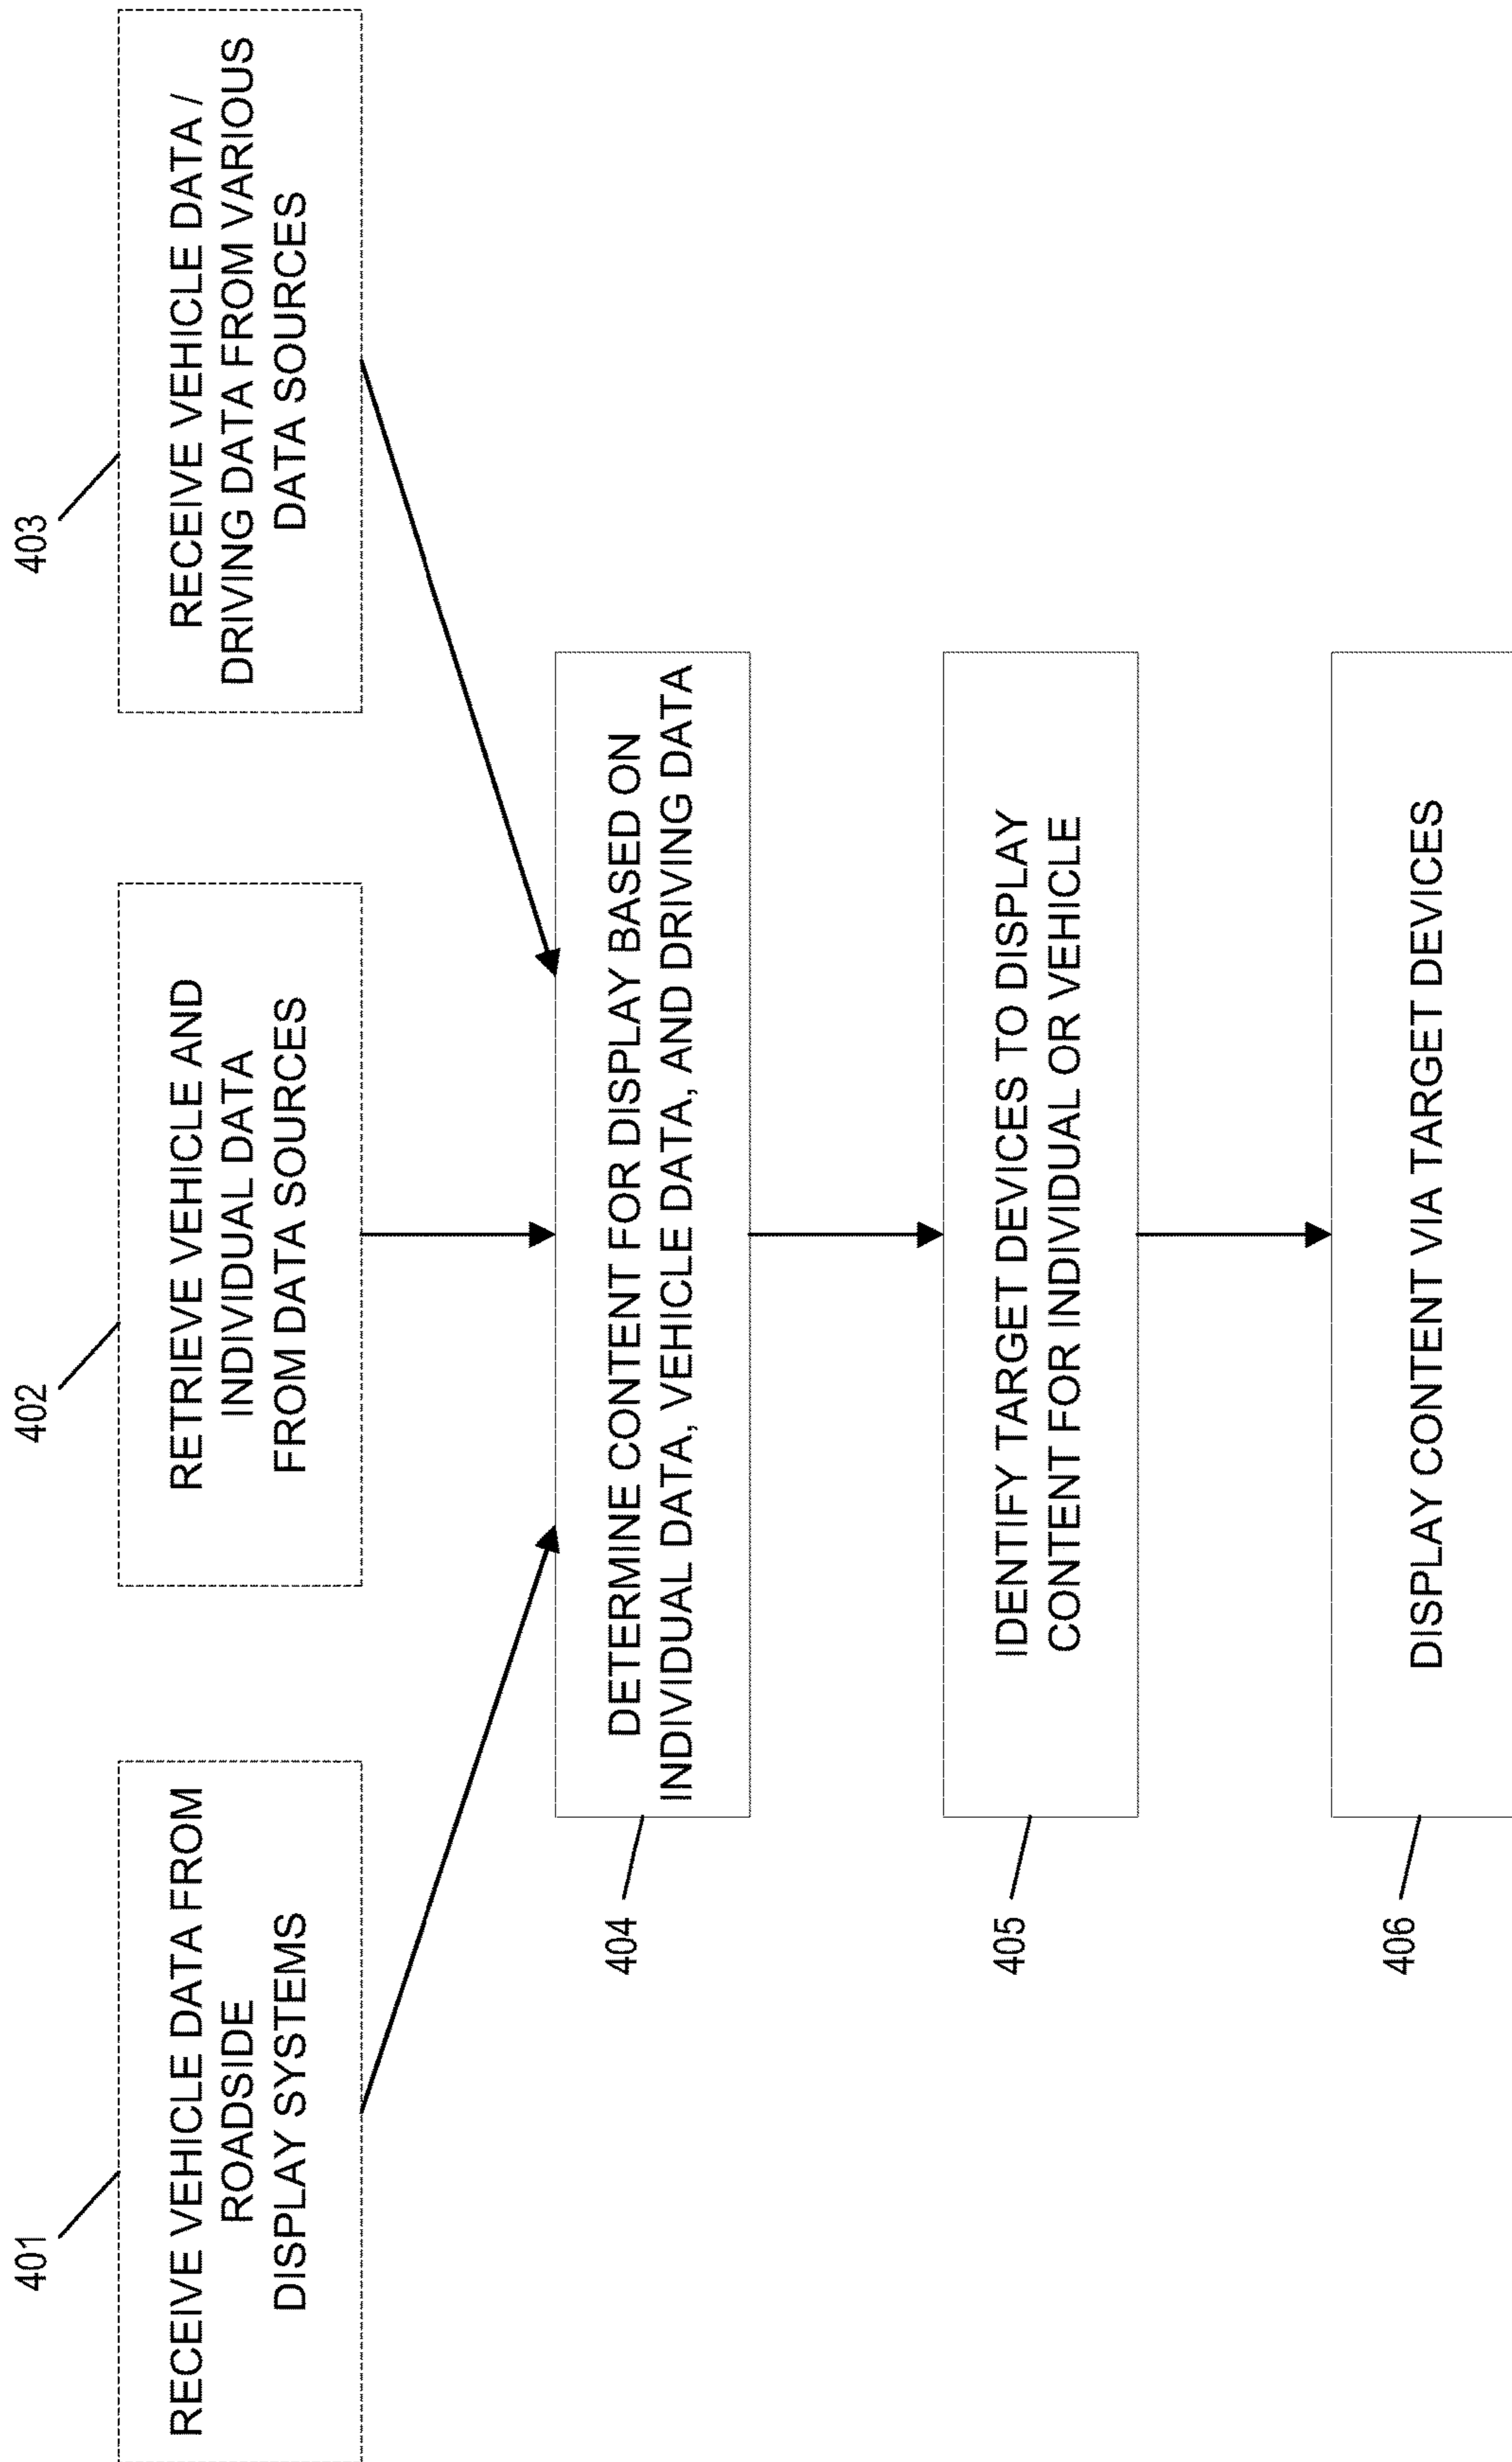 401
RECEIVE VEHICLE DATA FROM
ROADSIDE
DISPLAY SYSTEMS
402
RETRIEVE VEHICLE AND
INDIVIDUAL DATA
FROM DATA SOURCES
403
RECEIVE VEHICLE DATA /
DRIVING DATA FROM VARIOUS
DATA SOURCES
404
DETERMINE CONTENT FOR DISPLAY BASED ON
INDIVIDUAL DATA, VEHICLE DATA, AND DRIVING DATA
405
IDENTIFY TARGET DEVICES TO DISPLAY
CONTENT FOR INDIVIDUAL OR VEHICLE
406
DISPLAY CONTENT VIA TARGET DEVICES